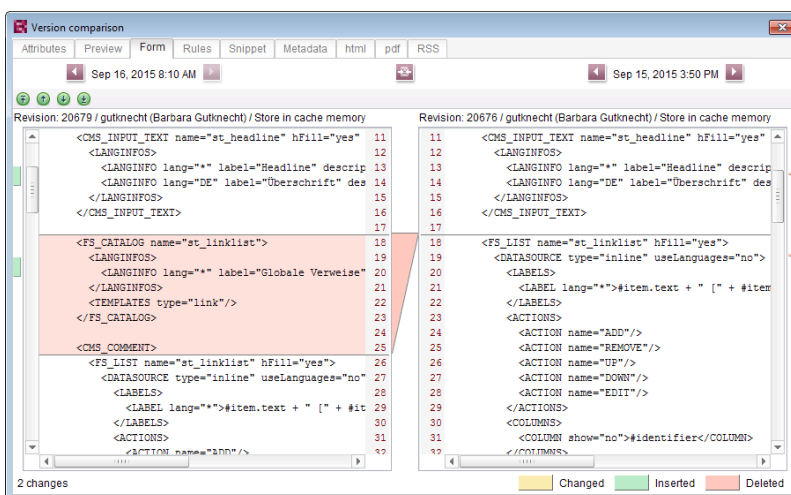 Version comparison
Attributes Preview Form Rules Snippet Metadata html pdf RSS
Sep 16, 2015 8:10 AM
Sep 15, 2015 3:50 PM
Revision: 20679 / gutknecht (Barbara Gutknecht) / Store in cache memory
Revision: 20676 / gutknecht (Barbara Gutknecht) / Store in cache memory
<CMS_INPUT_TEXT name="st_headline" hFill="yes" 11
<LANGINFOS> 12
<LANGINFO lang="*" label="Headline" descrip 13
<LANGINFO lang="DE" label="Überschrift" des 14
</LANGINFOS> 15
</CMS_INPUT_TEXT> 16
17
<FS_CATALOG name="st_linklist"> 18
<LANGINFOS> 19
<LANGINFO lang="*" label="Globale Verweise" 20
</LANGINFOS> 21
<TEMPLATES type="link"/> 22
</FS_CATALOG> 23
24
<CMS_COMMENT> 25
<FS_LIST name="st_linklist" hFill="yes"> 26
<DATASOURCE type="inline" useLanguages="no" 27
<LABELS> 28
<LABEL lang="*">#item.text + " [" + #it 29
</LABELS> 30
<ACTIONS> 31
<ACTION name="ADD"/> 32
11 <CMS_INPUT_TEXT name="st_headline" hFill="yes"
12 <LANGINFOS>
13 <LANGINFO lang="*" label="Headline" descrip
14 <LANGINFO lang="DE" label="Überschrift" des
15 </LANGINFOS>
16 </CMS_INPUT_TEXT>
17
18 <FS_LIST name="st_linklist" hFill="yes">
19 <DATASOURCE type="inline" useLanguages="no">
20 <LABELS>
21 <LABEL lang="*">#item.text + " [" + #item
22 </LABELS>
23 <ACTIONS>
24 <ACTION name="ADD"/>
25 <ACTION name="REMOVE"/>
26 <ACTION name="UP"/>
27 <ACTION name="DOWN"/>
28 <ACTION name="EDIT"/>
29 </ACTIONS>
30 <COLUMNS>
31 <COLUMN show="no">#identifier</COLUMN>
32 </COLUMNS>
2 changes
Changed Inserted Deleted